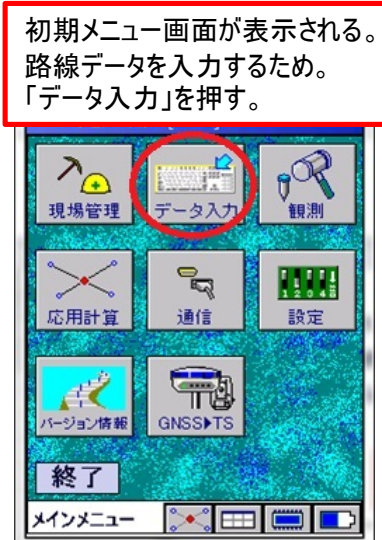 初期メニュー画面が表示される。
路線データを入力するため。
「データ入力」を押す。
現場管理
データ入力
観測
応用計算
通信
設定
バージョン情報
GNSS▶TS
終了
メインメニュー